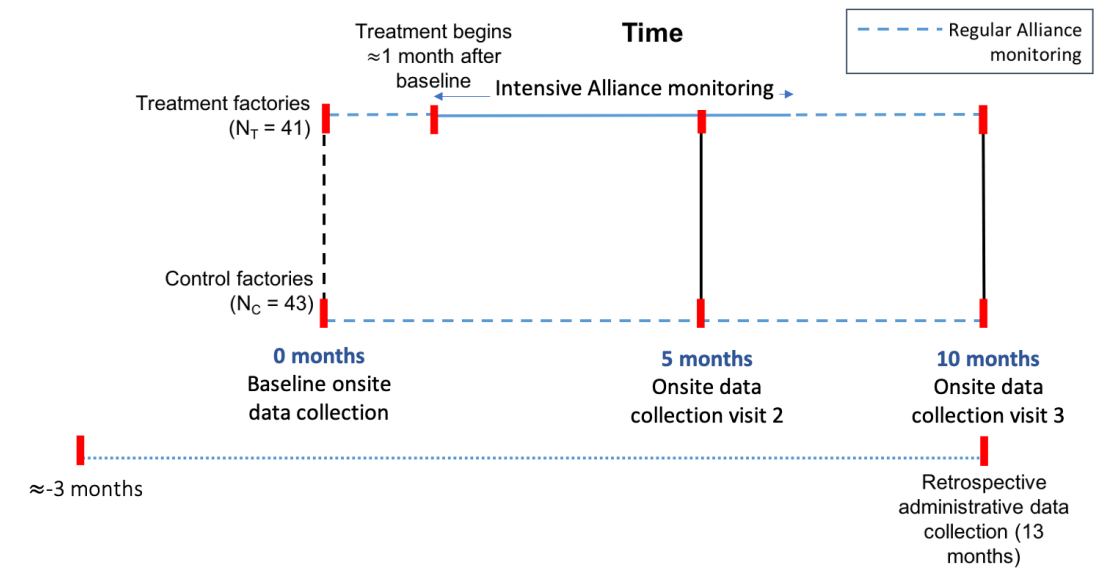 Time
Regular Alliance
monitoring
Treatment begins
≈1 month after
baseline
Intensive Alliance monitoring
Treatment factories
(N_T = 41)
Control factories
(N_C = 43)
0 months
Baseline onsite
data collection
5 months
Onsite data
collection visit 2
10 months
Onsite data
collection visit 3
≈-3 months
Retrospective
administrative data
collection (13
months)